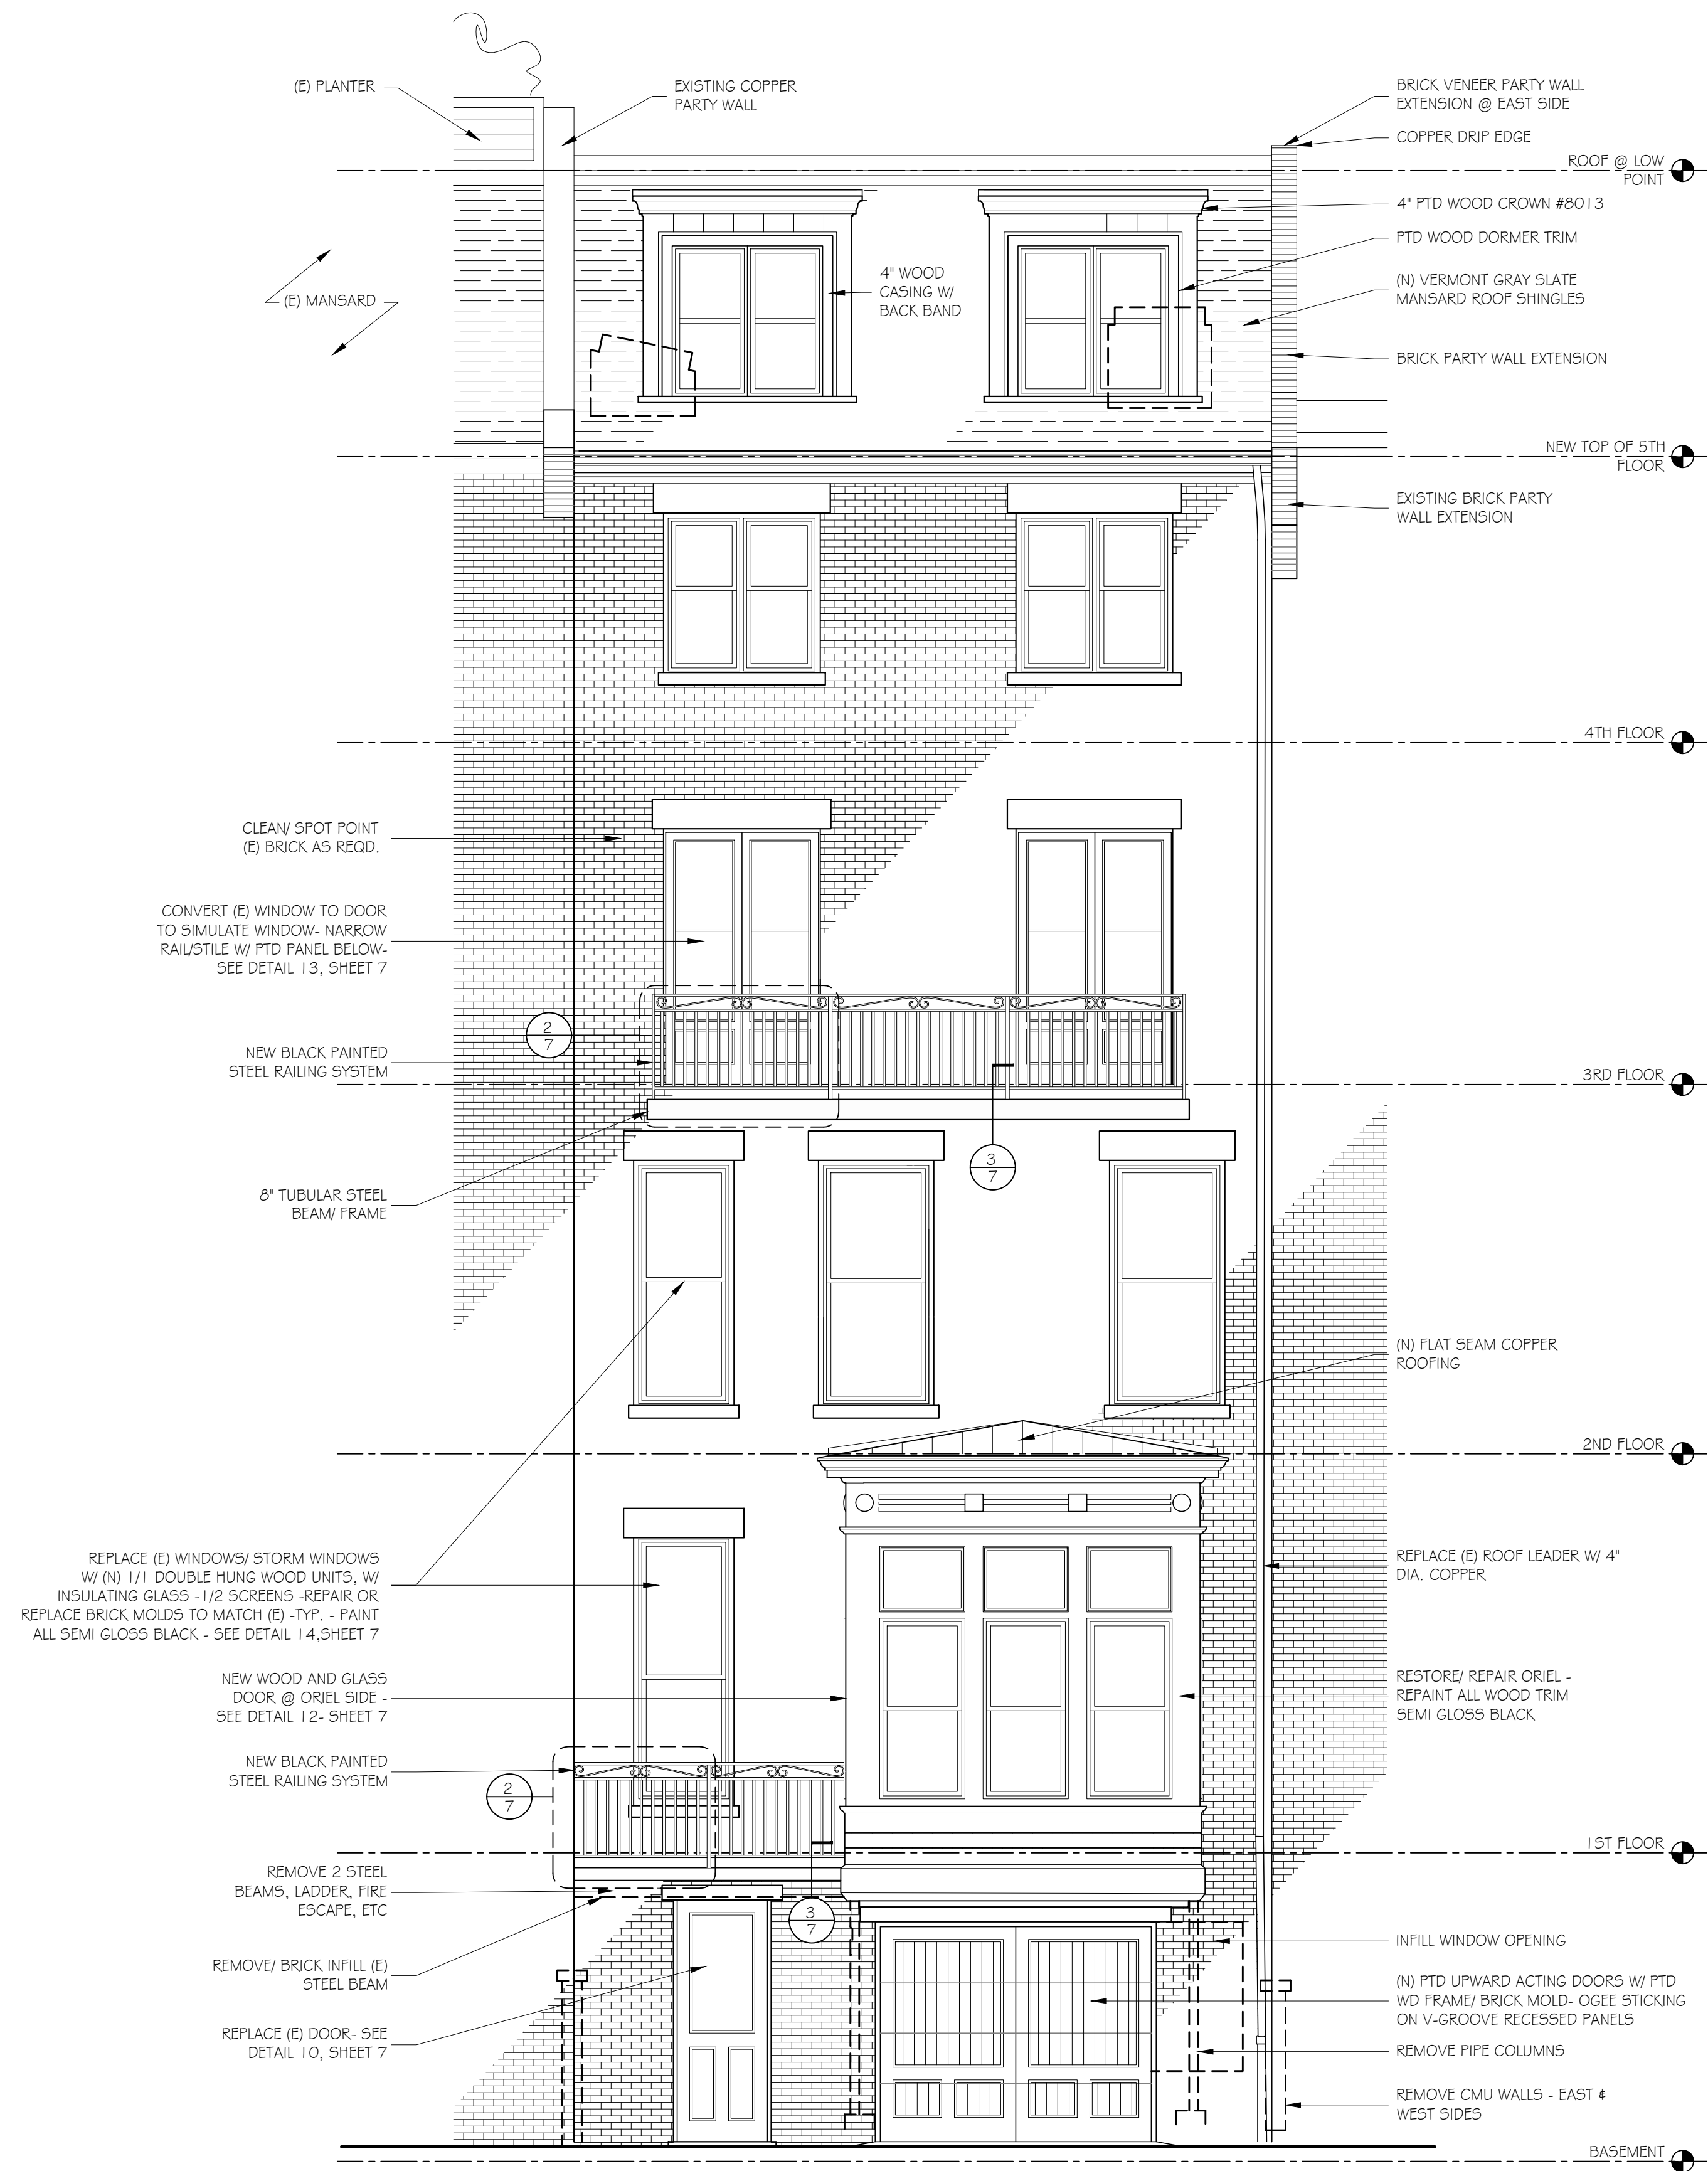 (E) PLANTER
EXISTING COPPER
PARTY WALL
BRICK VENEER PARTY WALL
EXTENSION @ EAST SIDE
COPPER DRIP EDGE
ROOF @ LOW
POINT
4" PTD WOOD CROWN #8013
PTD WOOD DORMER TRIM
(E) MANSARD
4" WOOD
CASING W/
BACK BAND
(N) VERMONT GRAY SLATE
MANSARD ROOF SHINGLES
BRICK PARTY WALL EXTENSION
NEW TOP OF 5TH
FLOOR
EXISTING BRICK PARTY
WALL EXTENSION
4TH FLOOR
CLEAN/ SPOT POINT
(E) BRICK AS REQD.
CONVERT (E) WINDOW TO DOOR
TO SIMULATE WINDOW- NARROW
RAIL/STILE W/ PTD PANEL BELOW-
SEE DETAIL 13, SHEET 7
2
7
NEW BLACK PAINTED
STEEL RAILING SYSTEM
3RD FLOOR
3
7
8" TUBULAR STEEL
BEAM/ FRAME
(N) FLAT SEAM COPPER
ROOFING
2ND FLOOR
REPLACE (E) WINDOWS/ STORM WINDOWS
W/ (N) 1/1 DOUBLE HUNG WOOD UNITS, W/
INSULATING GLASS -1/2 SCREENS -REPAIR OR
REPLACE BRICK MOLDS TO MATCH (E) -TYP. - PAINT
ALL SEMI GLOSS BLACK - SEE DETAIL 14,SHEET 7
REPLACE (E) ROOF LEADER W/ 4"
DIA. COPPER
NEW WOOD AND GLASS
DOOR @ ORIEL SIDE -
SEE DETAIL 12- SHEET 7
RESTORE/ REPAIR ORIEL -
REPAINT ALL WOOD TRIM
SEMI GLOSS BLACK
NEW BLACK PAINTED
STEEL RAILING SYSTEM
2
7
1ST FLOOR
REMOVE 2 STEEL
BEAMS, LADDER, FIRE
ESCAPE, ETC
3
7
INFILL WINDOW OPENING
REMOVE/ BRICK INFILL (E)
STEEL BEAM
(N) PTD UPWARD ACTING DOORS W/ PTD
WD FRAME/ BRICK MOLD- OGEE STICKING
ON V-GROOVE RECESSED PANELS
REPLACE (E) DOOR- SEE
DETAIL 10, SHEET 7
REMOVE PIPE COLUMNS
REMOVE CMU WALLS - EAST &
WEST SIDES
BASEMENT